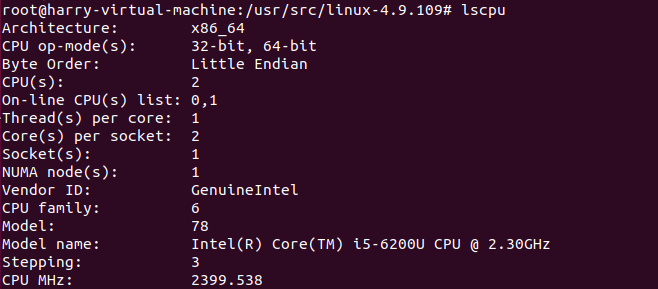 root@harry-virtual-machine:/usr/src/linux-4.9.109# lscpu
Architecture:          x86_64
CPU op-mode(s):        32-bit, 64-bit
Byte Order:            Little Endian
CPU(s):                2
On-line CPU(s) list:   0,1
Thread(s) per core:    1
Core(s) per socket:    2
Socket(s):             1
NUMA node(s):          1
Vendor ID:             GenuineIntel
CPU family:            6
Model:                 78
Model name:            Intel(R) Core(TM) i5-6200U CPU @ 2.30GHz
Stepping:              3
CPU MHz:               2399.538